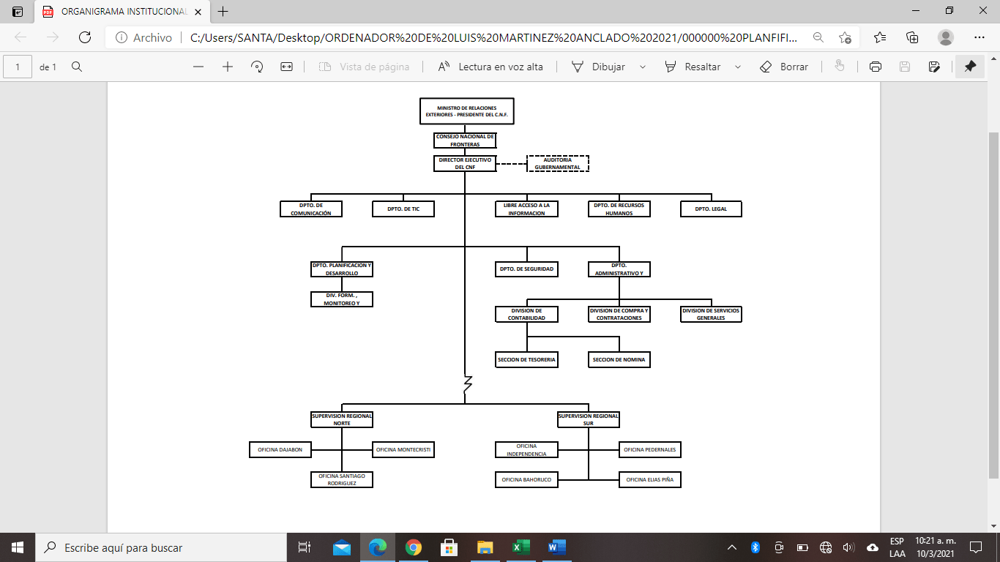 ORGANIGRAMA INSTITUCIONAL
Archivo
C:/Users/SANTA/Desktop/ORDENADOR%20DE%20LUIS%20MARTINEZ%20ANCLADO%202021/000000%20PLANFIFI...
1
de 1
Vista de página
Lectura en voz alta
Dibujar
Resaltar
Borrar
MINISTRO DE RELACIONES
EXTERIORES - PRESIDENTE DEL C.N.F.
CONSEJO NACIONAL DE
FRONTERAS
DIRECTOR EJECUTIVO
DEL CNF
AUDITORIA
GUBERNAMENTAL
DPTO. DE
COMUNICACIÓN
DPTO. DE TIC
LIBRE ACCESO A LA
INFORMACION
DPTO. DE RECURSOS
HUMANOS
DPTO. LEGAL
DPTO. PLANIFICACION Y
DESARROLLO
DPTO. DE SEGURIDAD
DPTO.
ADMINISTRATIVO Y
DIV. FORM. ,
MONITOREO Y
DIVISION DE
CONTABILIDAD
DIVISION DE COMPRA Y
CONTRATACIONES
DIVISION DE SERVICIOS
GENERALES
SECCION DE TESORERIA
SECCION DE NOMINA
SUPERVISION REGIONAL
NORTE
SUPERVISION REGIONAL
SUR
OFICINA DAJABON
OFICINA MONTECRISTI
OFICINA
INDEPENDENCIA
OFICINA PEDERNALES
OFICINA SANTIAGO
RODRIGUEZ
OFICINA BAHORUCO
OFICINA ELIAS PIÑA
Escribe aquí para buscar
ESP
LAA
10:21 a. m.
10/3/2021